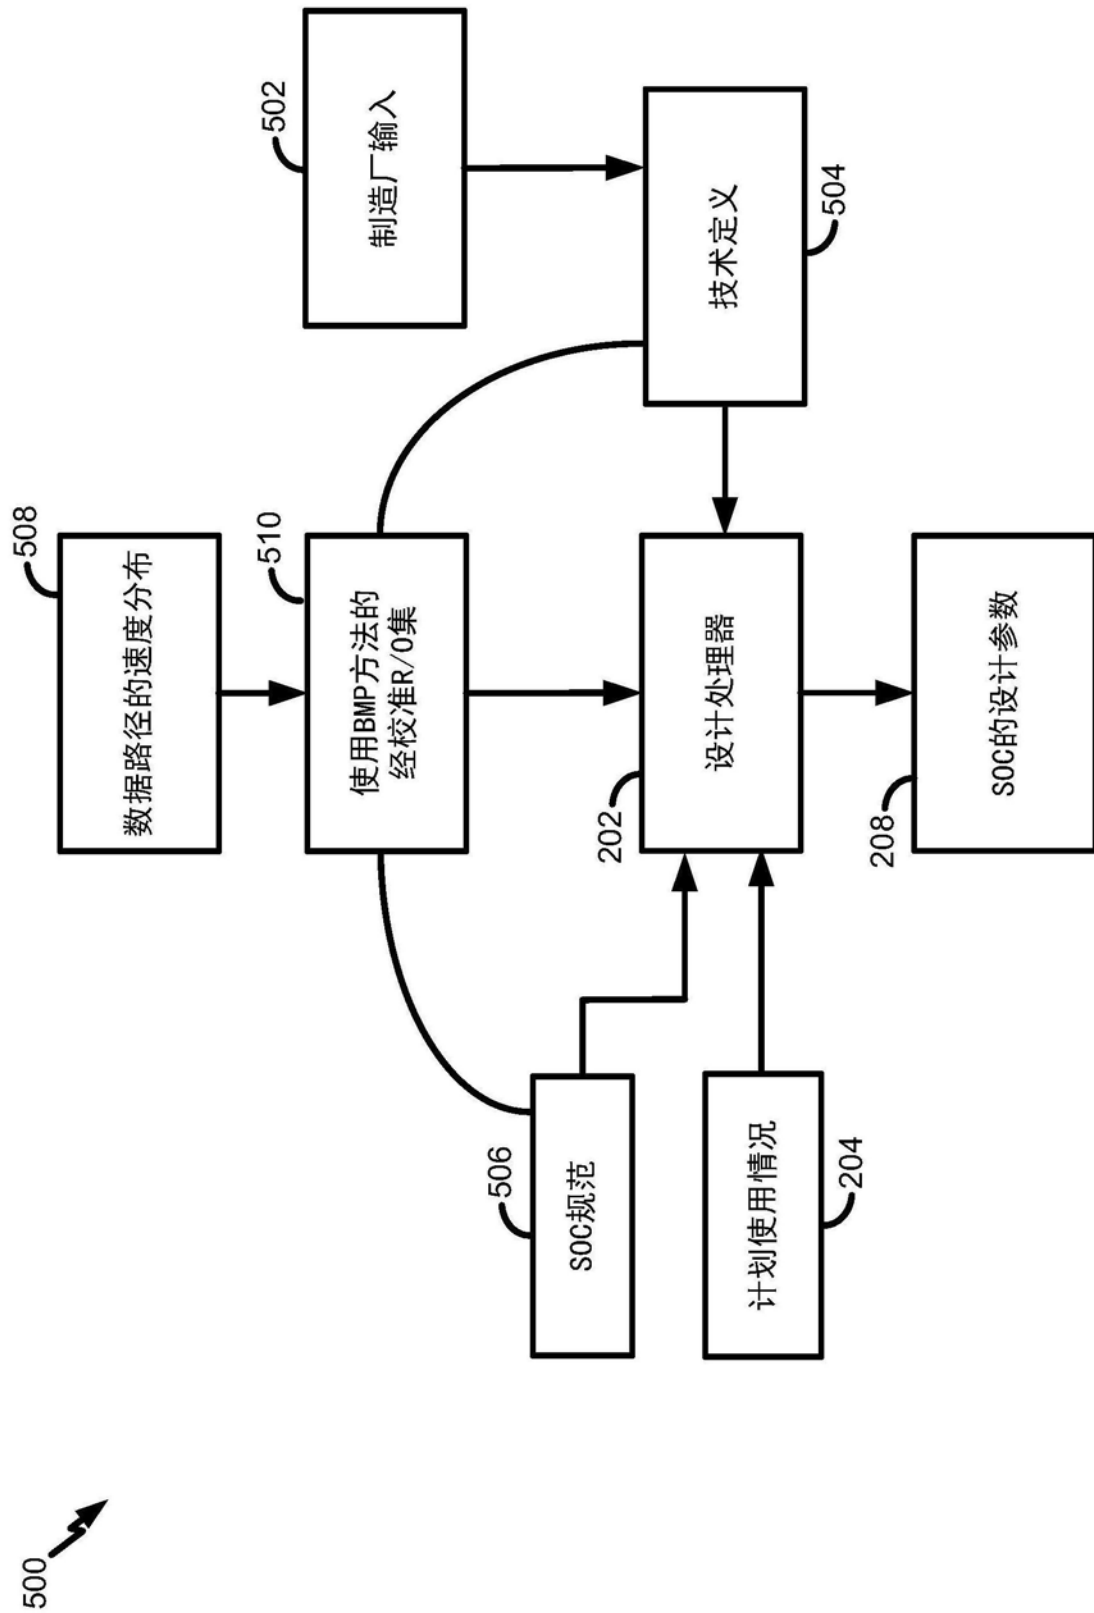 500
508
数据路径的速度分布
510
使用BMP方法的
经校准R/O集
502
制造厂输入
506
SOC规范
204
计划使用情况
202
设计处理器
504
技术定义
208
SOC的设计参数